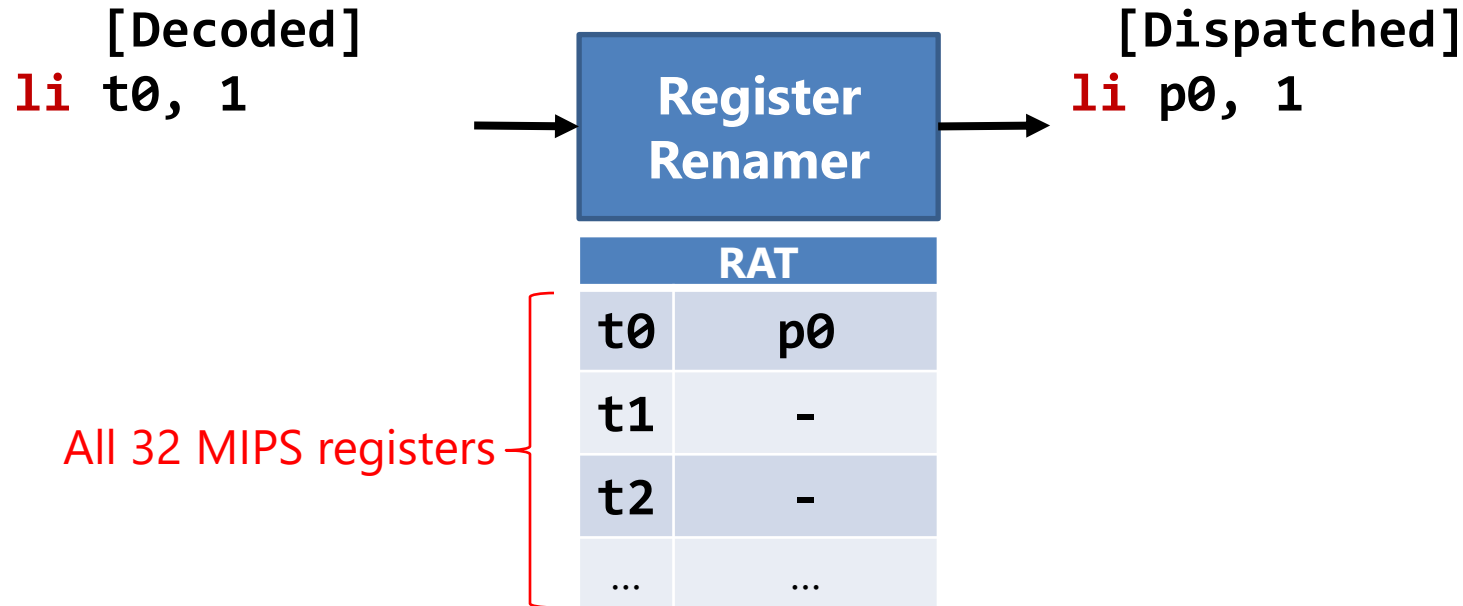 [Decoded]
li t0, 1
Register
Renamer
[Dispatched]
li p0, 1
RAT
t0 p0
t1 -
t2 -
... ...
All 32 MIPS registers